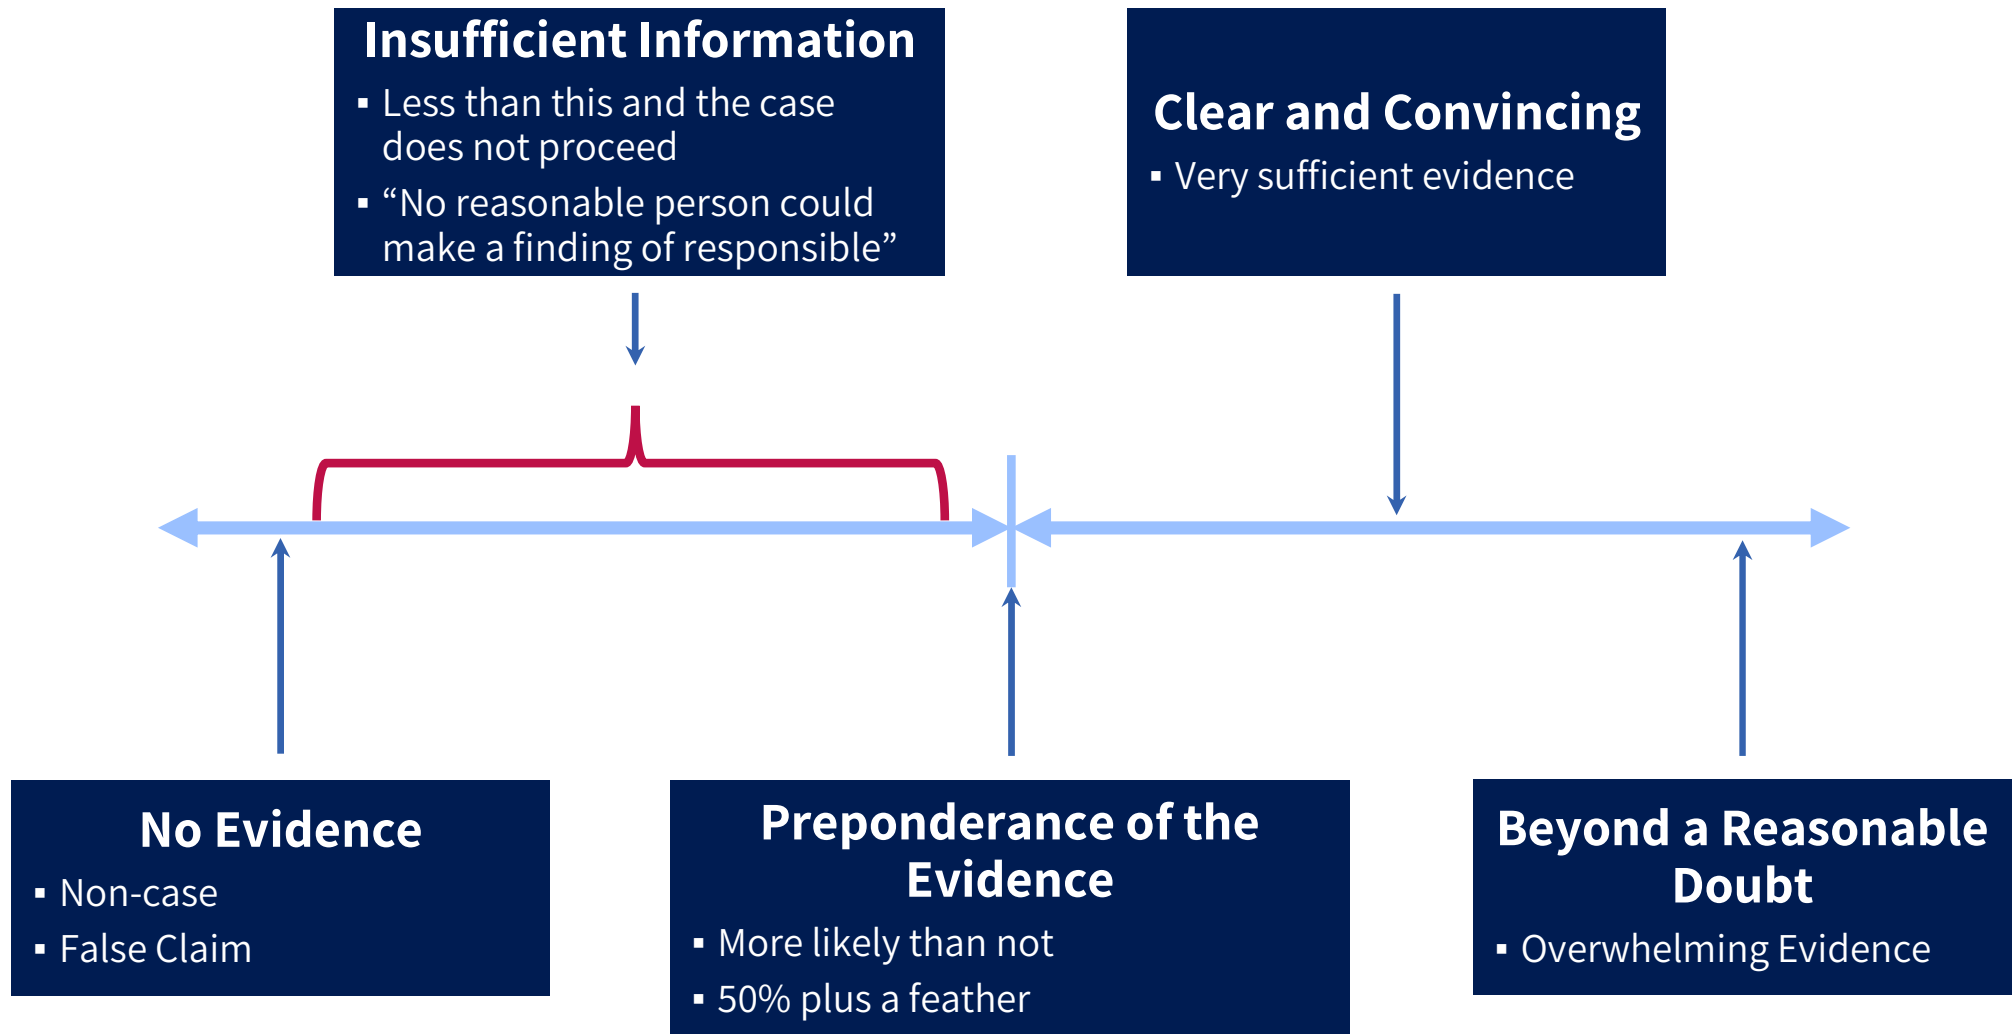 Insufficient Information
▪ Less than this and the case
does not proceed
▪ “No reasonable person could
make a finding of responsible”
Clear and Convincing
▪ Very sufficient evidence
No Evidence
▪ Non-case
▪ False Claim
Preponderance of the
Evidence
▪ More likely than not
▪ 50% plus a feather
Beyond a Reasonable
Doubt
▪ Overwhelming Evidence